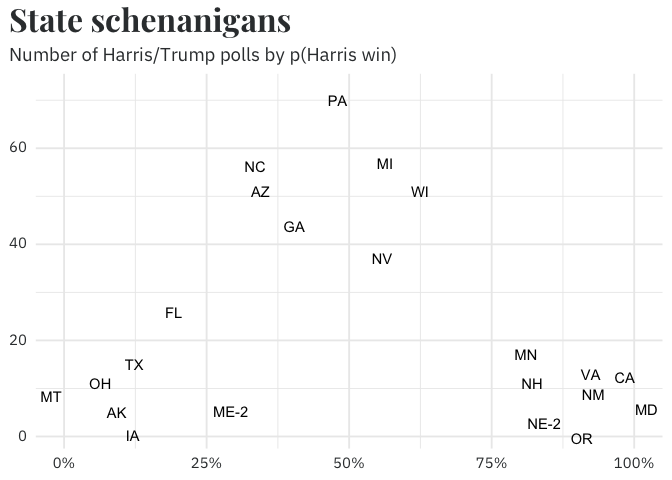 State schenanigans
Number of Harris/Trump polls by p(Harris win)
PA
60
NC
MI
AZ
WI
GA
40
NV
FL
20
MN
TX
VA
CA
OH
NH
MT
NM
AK
ME-2
MD
NE-2
0
IA
OR
0%
25%
50%
75%
100%